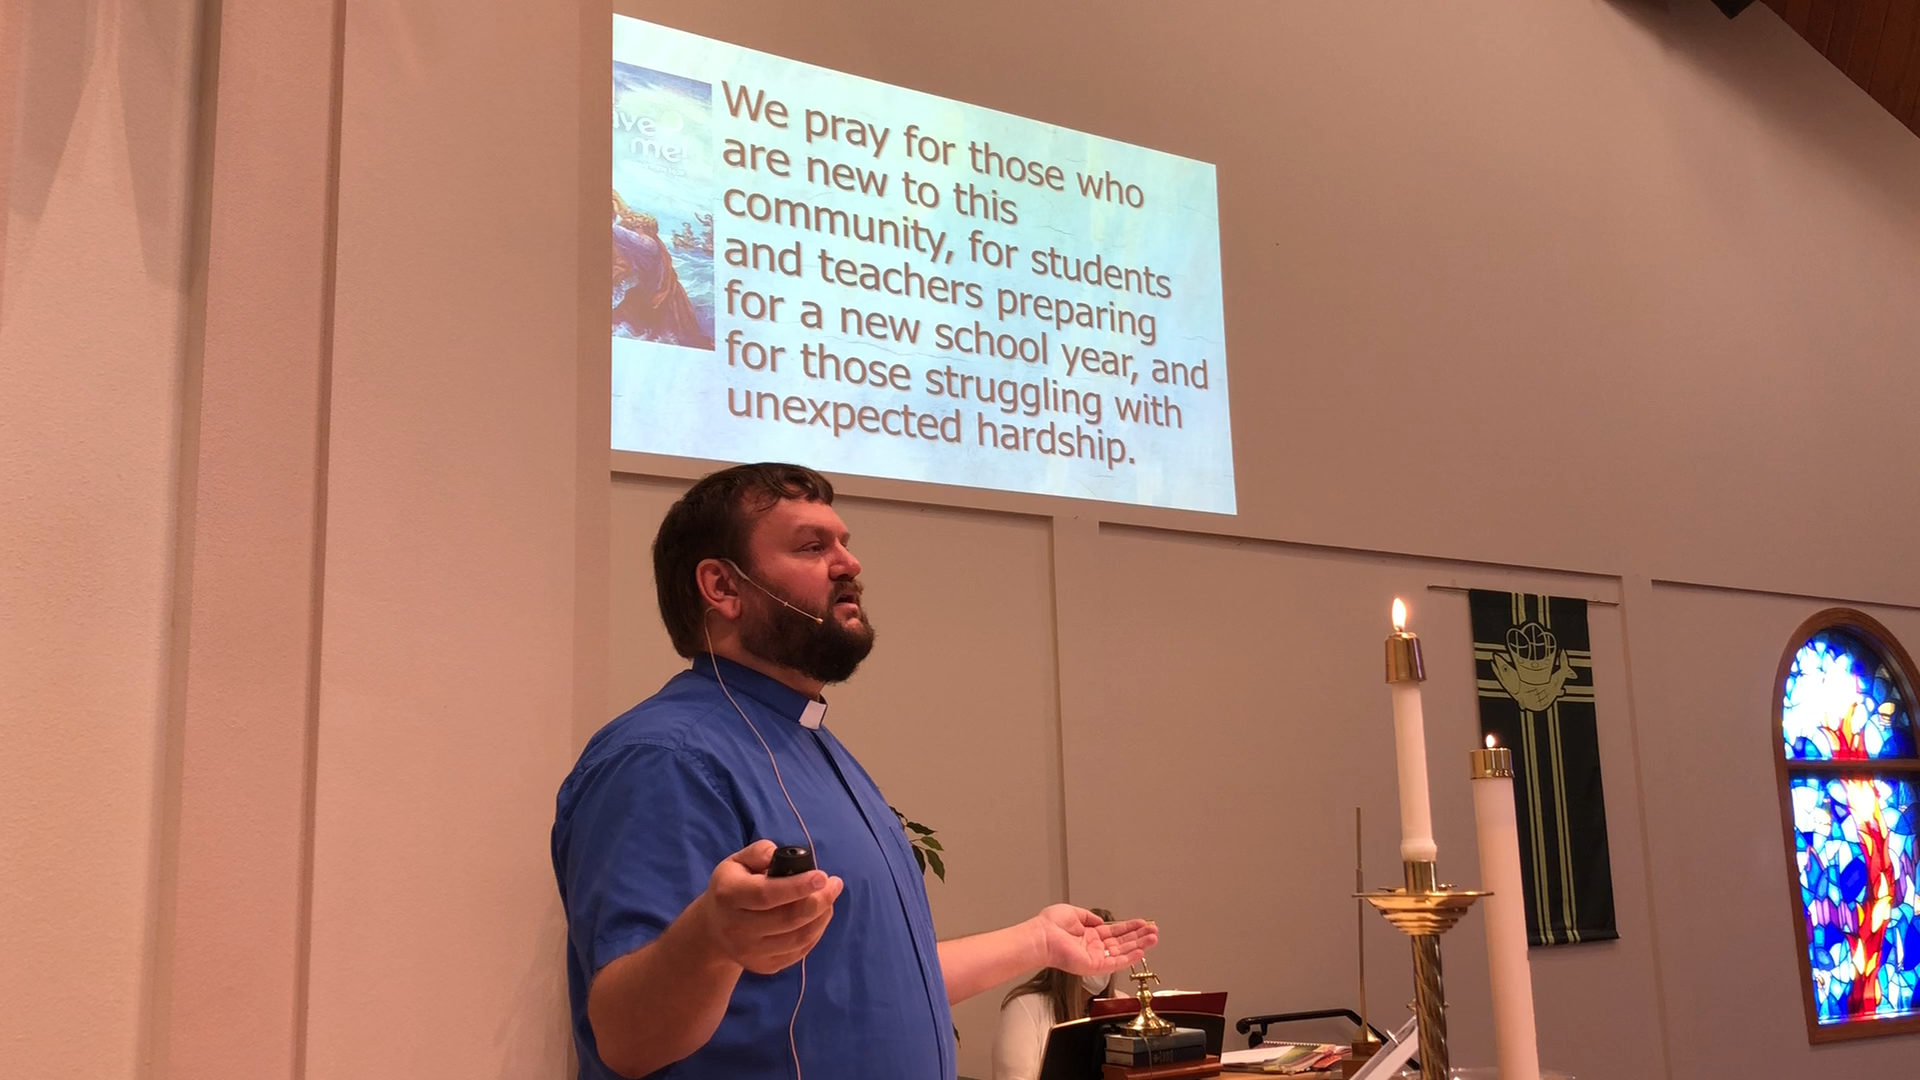 me!
We pray for those who
are new to this
community, for students
and teachers preparing
for a new school year, and
for those struggling with
unexpected hardship.